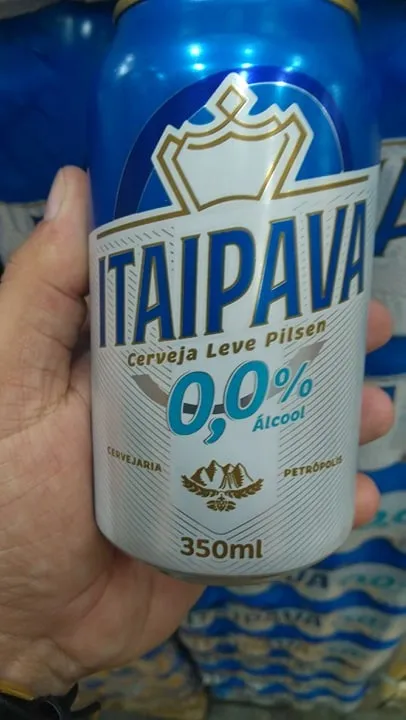 ITAIPAVA
Cerveja Leve Pilsen
0,0%
Álcool
CERVEJARIA PETRÓPOLIS
350ml